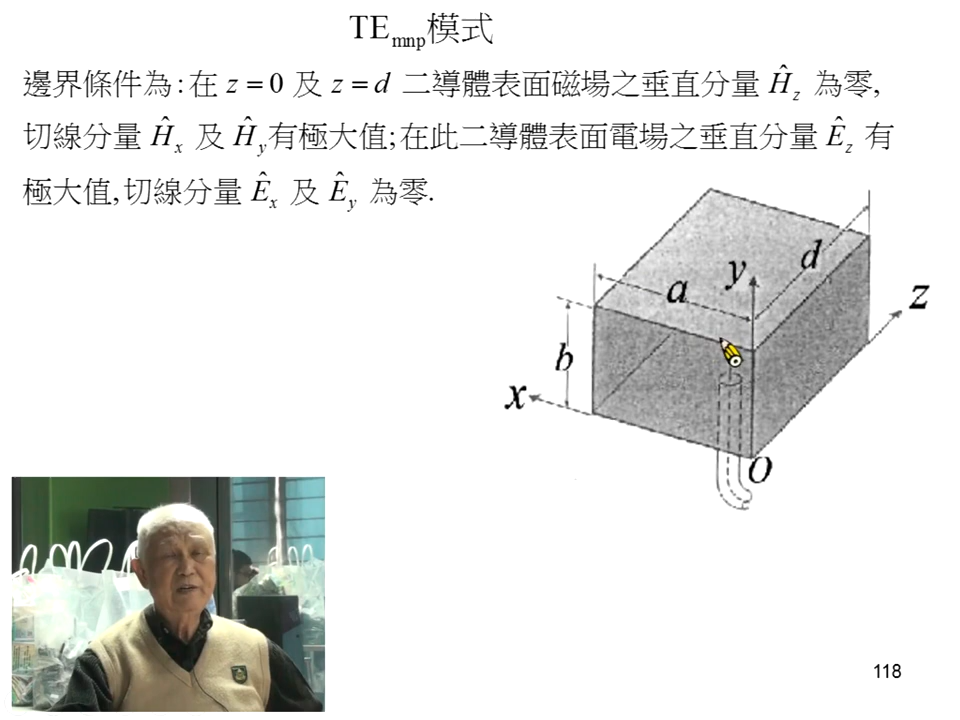 TEmnp模式
邊界條件為:在 z = 0 及 z = d 二導體表面磁場之垂直分量 Ĥz 為零,
切線分量 Ĥx 及 Ĥy有極大值;在此二導體表面電場之垂直分量 Êz 有
極大值,切線分量 Êx 及 Êy 為零.
a
y
d
z
b
x
O
118